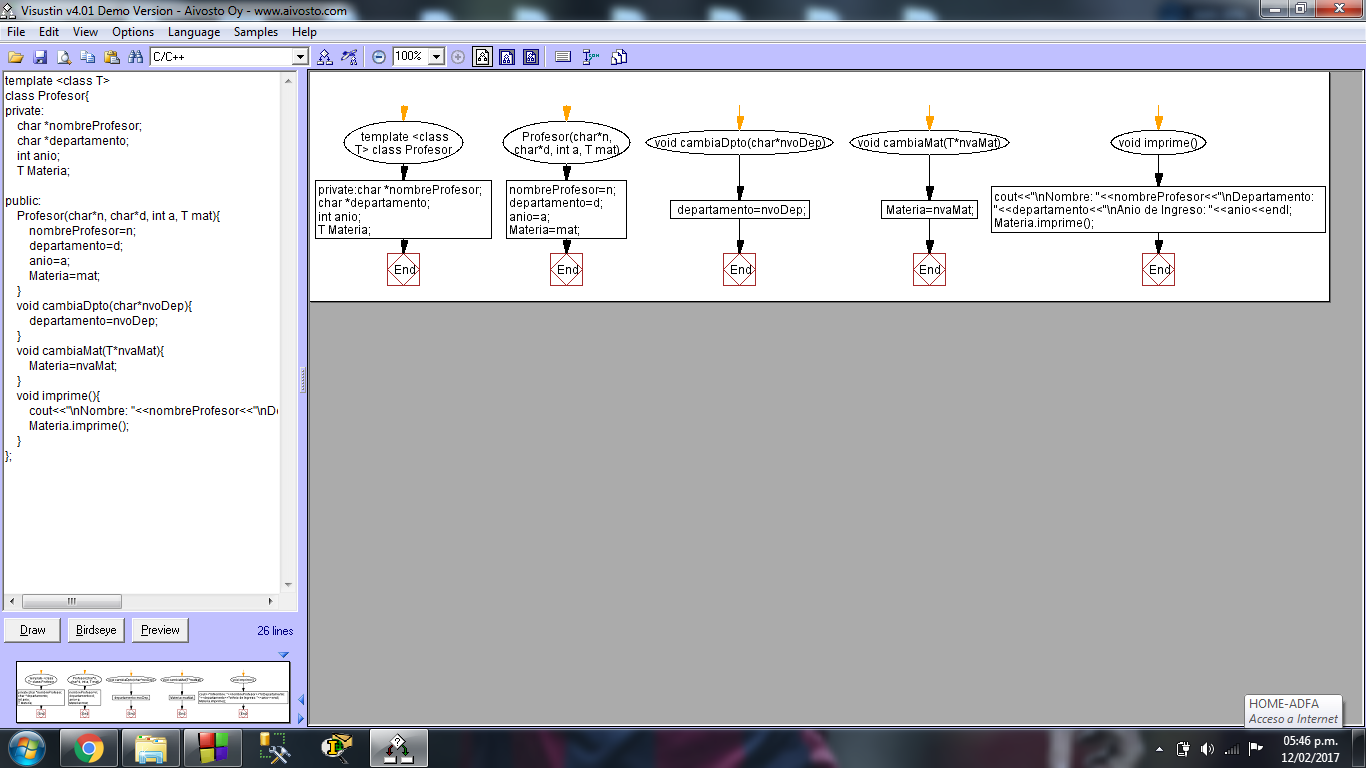 Visustin v4.01 Demo Version - Aivosto Oy - www.aivosto.com
File Edit View Options Language Samples Help
C/C++
100%
template <class T>
class Profesor{
private:
char *nombreProfesor;
char *departamento;
int anio;
T Materia;
public:
Profesor(char*n, char*d, int a, T mat){
nombreProfesor=n;
departamento=d;
anio=a;
Materia=mat;
}
void cambiaDpto(char*nvoDep){
departamento=nvoDep;
}
void cambiaMat(T*nvaMat){
Materia=nvaMat;
}
void imprime(){
cout<<"\nNombre: "<<nombreProfesor<<"\nDe
Materia.imprime();
}
};
Draw Birdseye Preview 26 lines
template <class
T> class Profesor
private:char *nombreProfesor;
char *departamento;
int anio;
T Materia;
End
Profesor(char*n,
char*d, int a, T mat)
nombreProfesor=n;
departamento=d;
anio=a;
Materia=mat;
End
void cambiaDpto(char*nvoDep)
departamento=nvoDep;
End
void cambiaMat(T*nvaMat)
Materia=nvaMat;
End
void imprime()
cout<<"\nNombre: "<<nombreProfesor<<"\nDepartamento:
"<<departamento<<"\nAnio de Ingreso: "<<anio<<endl;
Materia.imprime();
End
HOME-ADFA
Acceso a Internet
05:46 p.m.
12/02/2017